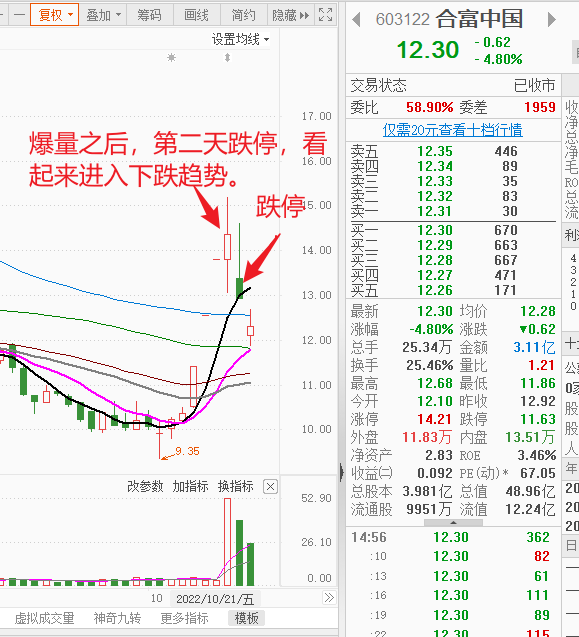 复权 叠加 筹码 画线 简约 隐藏
设置均线
17.00
爆量之后，第二天跌停，看
起来进入下跌趋势。
16.00
跌停
15.00
14.00
13.00
12.00
11.00
10.00
9.35
改参数 加指标 换指标
52.90
26.10
0.00
10 2022/10/21/五
虚拟成交量 神奇九转 更多指标 模板
603122 合富中国
12.30 -0.62
-4.80%
交易状态 已收市
委比 58.90% 委差 1959
仅需20元查看十档行情
卖五 12.35 446
卖四 12.34 89
卖三 12.33 35
卖二 12.32 83
卖一 12.31 30
买一 12.30 670
买二 12.29 663
买三 12.28 667
买四 12.27 471
买五 12.26 171
最新 12.30 均价 12.28
涨幅 -4.80% 涨跌 ▼0.62
总手 25.34万 金额 3.11亿
换手 25.46% 量比 1.21
最高 12.68 最低 11.86
今开 12.10 昨收 12.92
涨停 14.21 跌停 11.63
外盘 11.83万 内盘 13.51万
净资产 2.83 ROE 3.46%
收益㈡ 0.092 PE(动)* 67.05
总股本 3.981亿 总值 48.96亿
流通股 9951万 流值 12.24亿
14:56 12.30 362
:10 12.30 82
:13 12.30 61
:16 12.30 111
:19 12.30 89
:22 12.30 115
收
净
总
净
毛
RO
总
流
利
4
3
2
1
0
十
公
0家
股
股
人
年
20
20
20
日